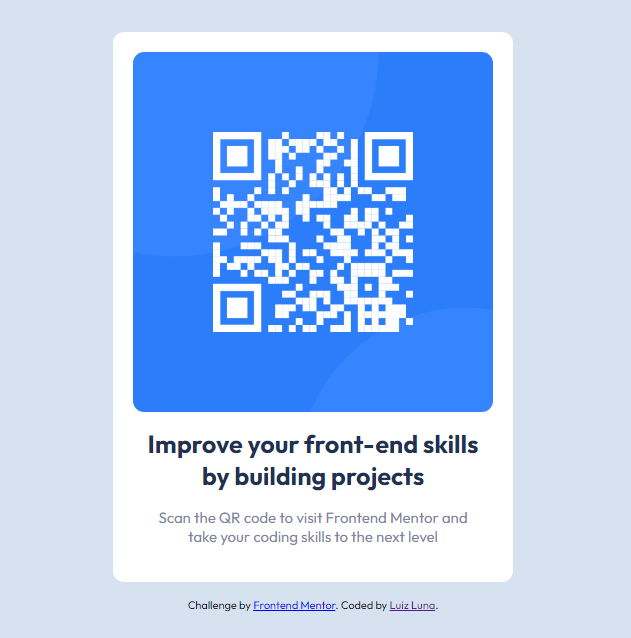 Improve your front-end skills
by building projects
Scan the QR code to visit Frontend Mentor and
take your coding skills to the next level
Challenge by Frontend Mentor. Coded by Luiz Luna.